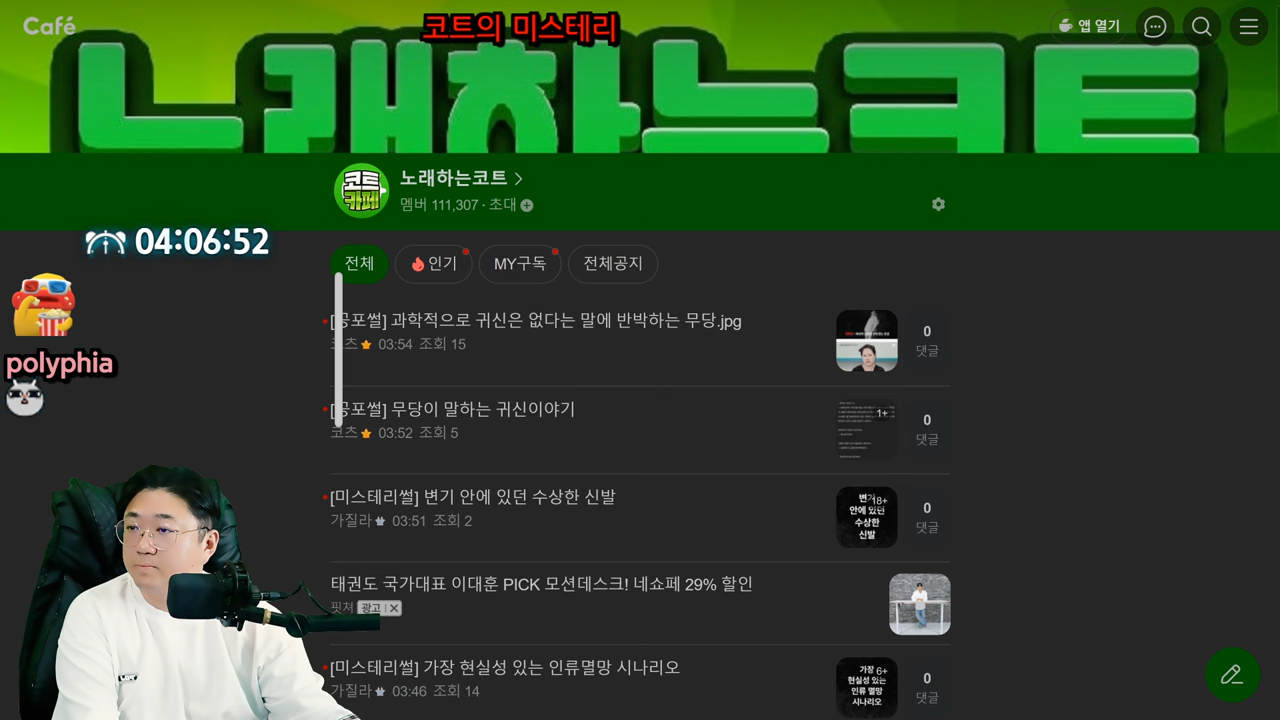 Café
코트의 미스테리
앱 열기
노래하는코트
코트
카페
노래하는코트
멤버 111,307 · 초대
04:06:52
polyphia
전체
인기
MY구독
전체공지
[공포썰] 과학적으로 귀신은 없다는 말에 반박하는 무당.jpg
코츠 03:54 조회 15
0
댓글
[공포썰] 무당이 말하는 귀신이야기
코츠 03:52 조회 5
1+
0
댓글
[미스테리썰] 변기 안에 있던 수상한 신발
가질라 03:51 조회 2
변기 8+
안에 있던
수상한
신발
0
댓글
태권도 국가대표 이대훈 PICK 모션데스크! 네쇼페 29% 할인
핏쳐 광고
[미스테리썰] 가장 현실성 있는 인류멸망 시나리오
가질라 03:46 조회 14
가장 6+
현실성 있는
인류 멸망
시나리오
0
댓글